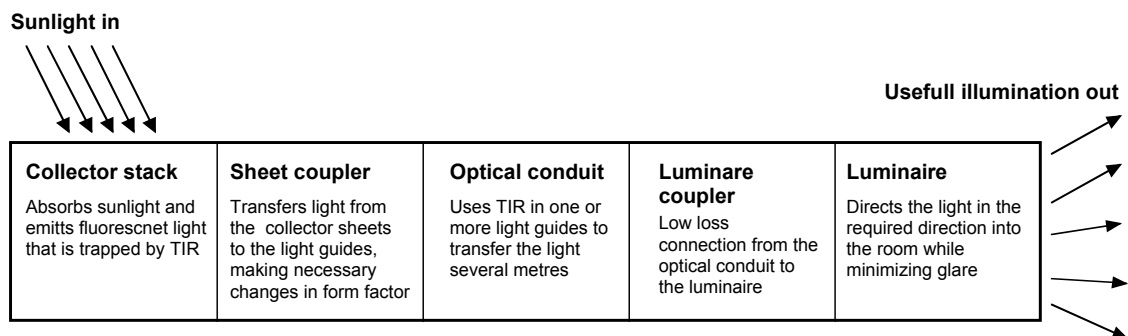 Sunlight in
Usefull illumination out
Collector stack
Absorbs sunlight and
emitts fluorescnet light
that is trapped by TIR
Sheet coupler
Transfers light from
the collector sheets
to the light guides,
making necessary
changes in form factor
Optical conduit
Uses TIR in one or
more light guides to
transfer the light
several metres
Luminare
coupler
Low loss
connection from the
optical conduit to
the luminaire
Luminaire
Directs the light in the
required direction into
the room while
minimizing glare